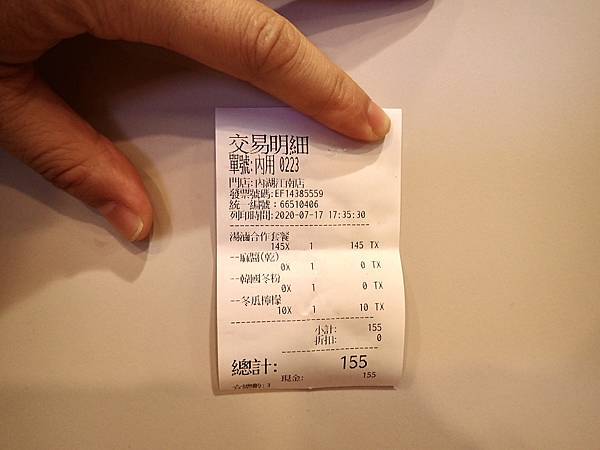 交易明細
單號:內用 0223
門店:內湖江南店
發票號碼:EF14385559
統一編號:66510406
列印時間:2020-07-17 17:35:30
湯滷合作套餐
145X 1 145 TX
--麻醬(乾)
0X 1 0 TX
--韓國冬粉
0X 1 0 TX
--冬瓜檸檬
10X 1 10 TX
小計: 155
折扣: 0
總計: 155
現金: 155